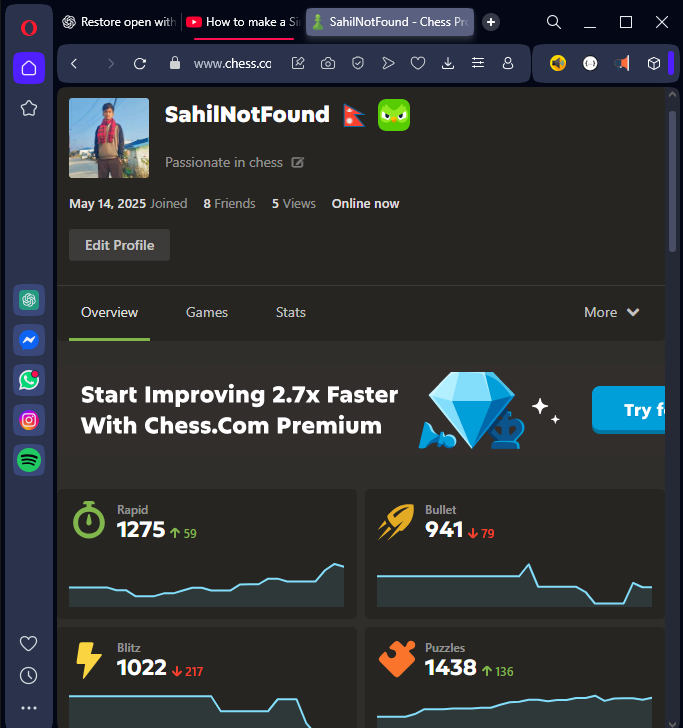 Restore open with
How to make a Si
SahilNotFound - Chess Pro
www.chess.co
SahilNotFound
Passionate in chess
May 14, 2025 Joined 8 Friends 5 Views Online now
Edit Profile
Overview Games Stats More
Start Improving 2.7x Faster
With Chess.Com Premium
Try f
Rapid
1275 59
Bullet
941 79
Blitz
1022 217
Puzzles
1438 136